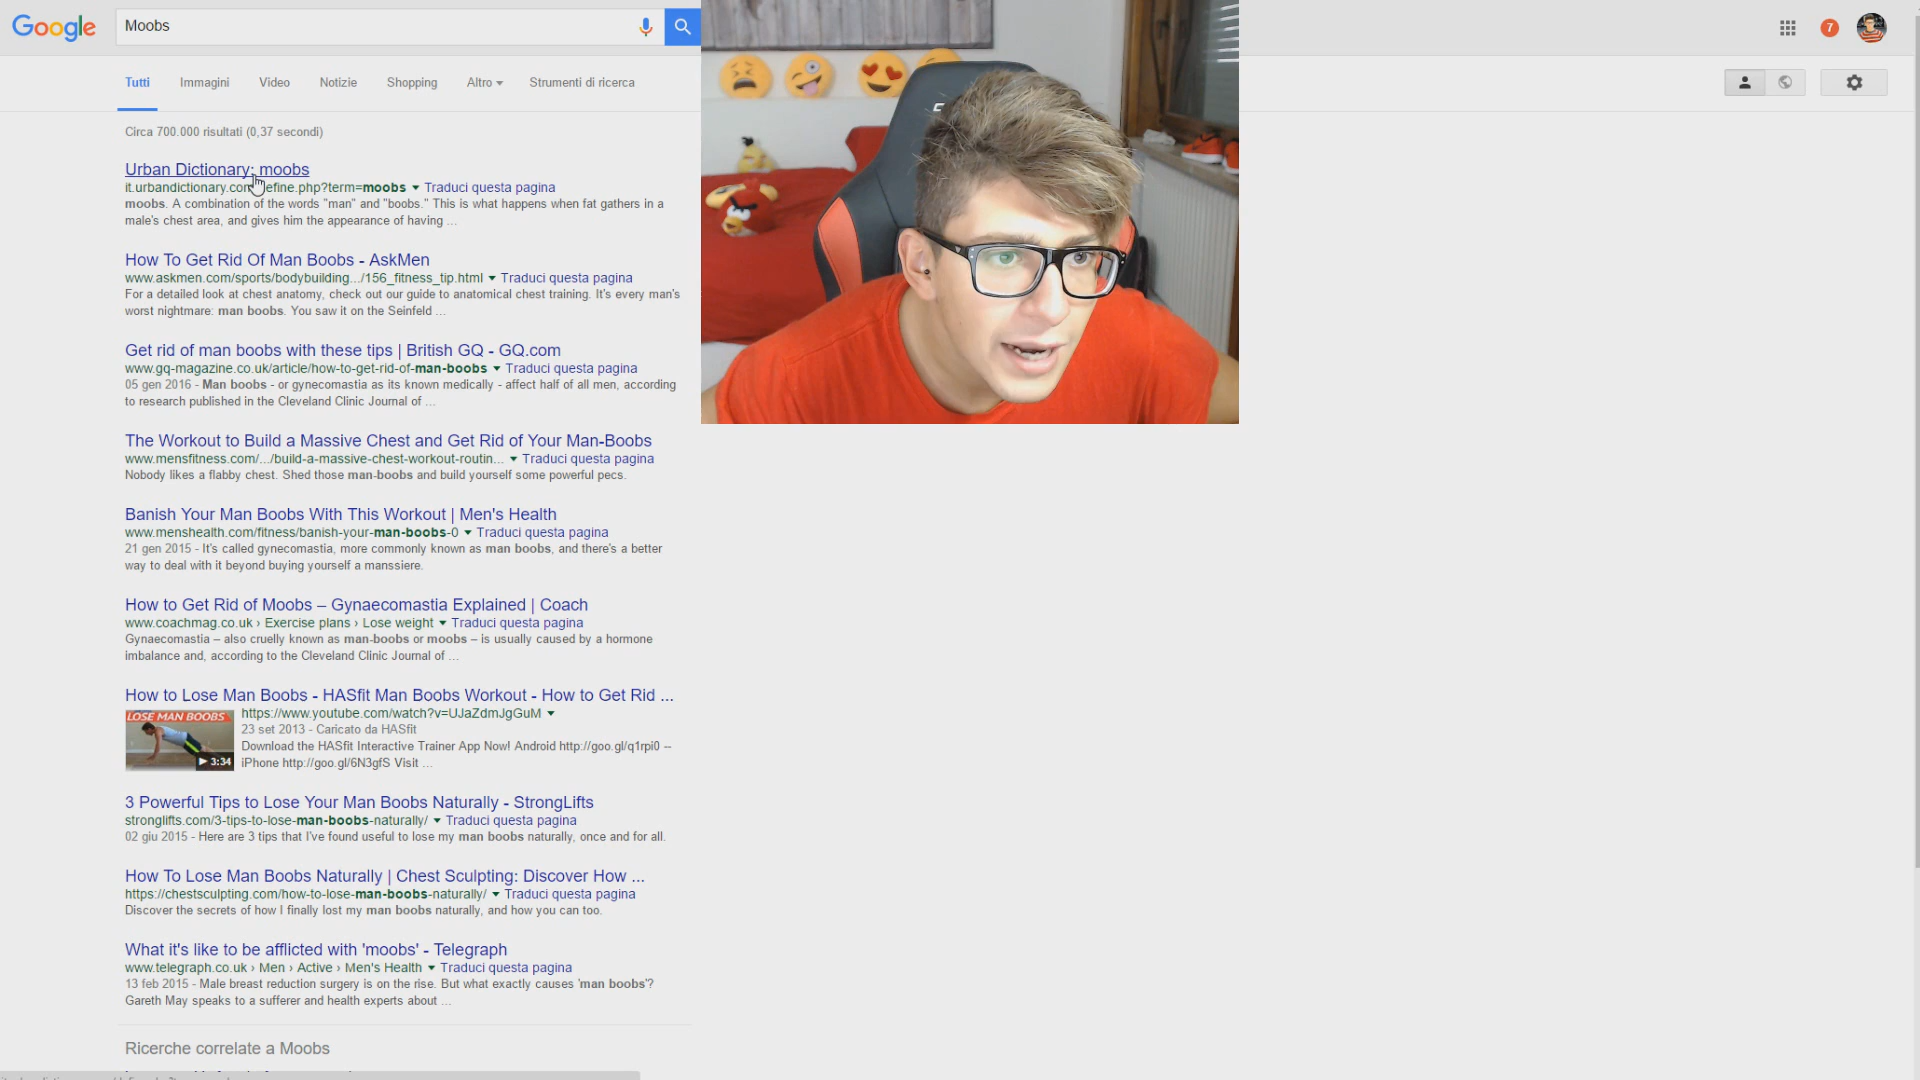 Google
Moobs
7
Tutti Immagini Video Notizie Shopping Altro Strumenti di ricerca
Circa 700.000 risultati (0,37 secondi)
Urban Dictionary: moobs
it.urbandictionary.com/define.php?term=moobs Traduci questa pagina
moobs. A combination of the words "man" and "boobs." This is what happens when fat gathers in a
male's chest area, and gives him the appearance of having ...
How To Get Rid Of Man Boobs - AskMen
www.askmen.com/sports/bodybuilding.../156_fitness_tip.html Traduci questa pagina
For a detailed look at chest anatomy, check out our guide to anatomical chest training. It's every man's
worst nightmare: man boobs. You saw it on the Seinfeld ...
Get rid of man boobs with these tips | British GQ - GQ.com
www.gq-magazine.co.uk/article/how-to-get-rid-of-man-boobs Traduci questa pagina
05 gen 2016 - Man boobs - or gynecomastia as its known medically - affect half of all men, according
to research published in the Cleveland Clinic Journal of ...
The Workout to Build a Massive Chest and Get Rid of Your Man-Boobs
www.mensfitness.com/.../build-a-massive-chest-workout-routin... Traduci questa pagina
Nobody likes a flabby chest. Shed those man-boobs and build yourself some powerful pecs.
Banish Your Man Boobs With This Workout | Men's Health
www.menshealth.com/fitness/banish-your-man-boobs-0 Traduci questa pagina
21 gen 2015 - It's called gynecomastia, more commonly known as man boobs, and there's a better
way to deal with it beyond buying yourself a manssiere.
How to Get Rid of Moobs – Gynaecomastia Explained | Coach
www.coachmag.co.uk › Exercise plans › Lose weight Traduci questa pagina
Gynaecomastia – also cruelly known as man-boobs or moobs – is usually caused by a hormone
imbalance and, according to the Cleveland Clinic Journal of ...
How to Lose Man Boobs - HASfit Man Boobs Workout - How to Get Rid ...
LOSE MAN BOOBS
3:34
https://www.youtube.com/watch?v=UJaZdmJgGuM
23 set 2013 - Caricato da HASfit
Download the HASfit Interactive Trainer App Now! Android http://goo.gl/q1rpi0 --
iPhone http://goo.gl/6N3gfS Visit ...
3 Powerful Tips to Lose Your Man Boobs Naturally - StrongLifts
stronglifts.com/3-tips-to-lose-man-boobs-naturally/ Traduci questa pagina
02 giu 2015 - Here are 3 tips that I've found useful to lose my man boobs naturally, once and for all.
How To Lose Man Boobs Naturally | Chest Sculpting: Discover How ...
https://chestsculpting.com/how-to-lose-man-boobs-naturally/ Traduci questa pagina
Discover the secrets of how I finally lost my man boobs naturally, and how you can too.
What it's like to be afflicted with 'moobs' - Telegraph
www.telegraph.co.uk › Men › Active › Men's Health Traduci questa pagina
13 feb 2015 - Male breast reduction surgery is on the rise. But what exactly causes 'man boobs'?
Gareth May speaks to a sufferer and health experts about ...
Ricerche correlate a Moobs